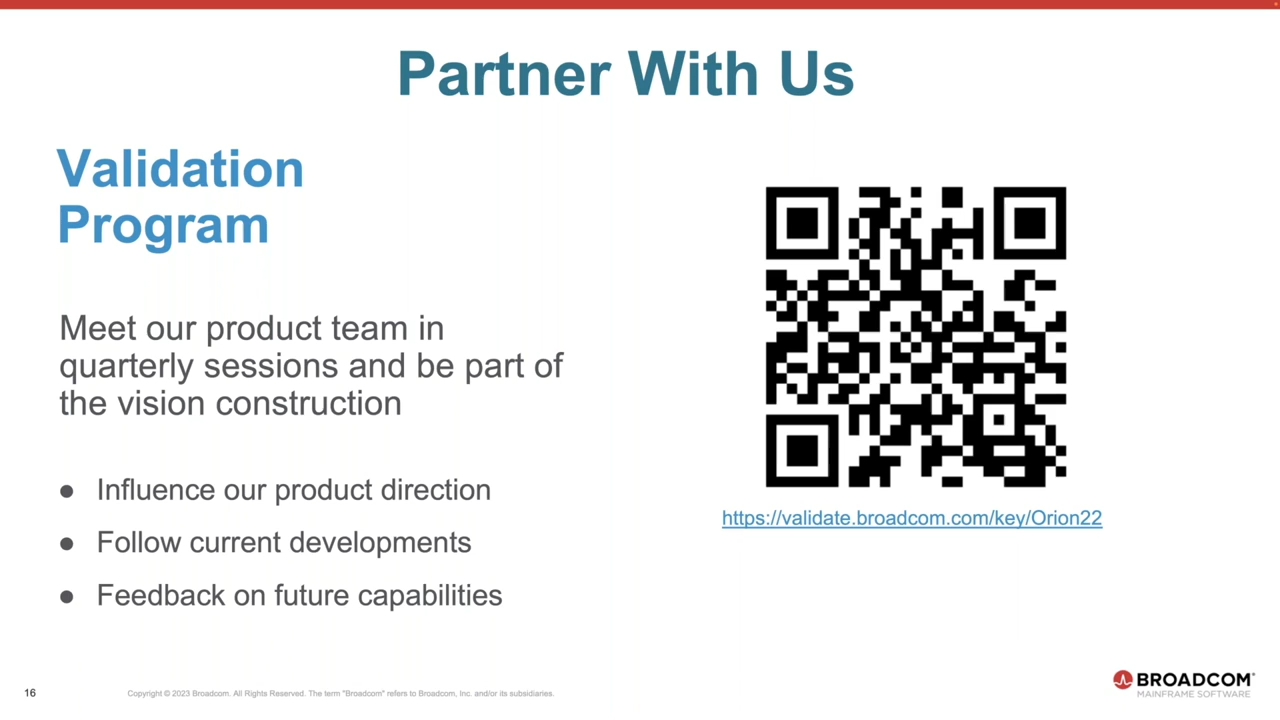 Partner With Us
Validation
Program
Meet our product team in
quarterly sessions and be part of
the vision construction
● Influence our product direction
● Follow current developments
● Feedback on future capabilities
https://validate.broadcom.com/key/Orion22
16
Copyright © 2023 Broadcom. All Rights Reserved. The term "Broadcom" refers to Broadcom, Inc. and/or its subsidiaries.
BROADCOM®
MAINFRAME SOFTWARE